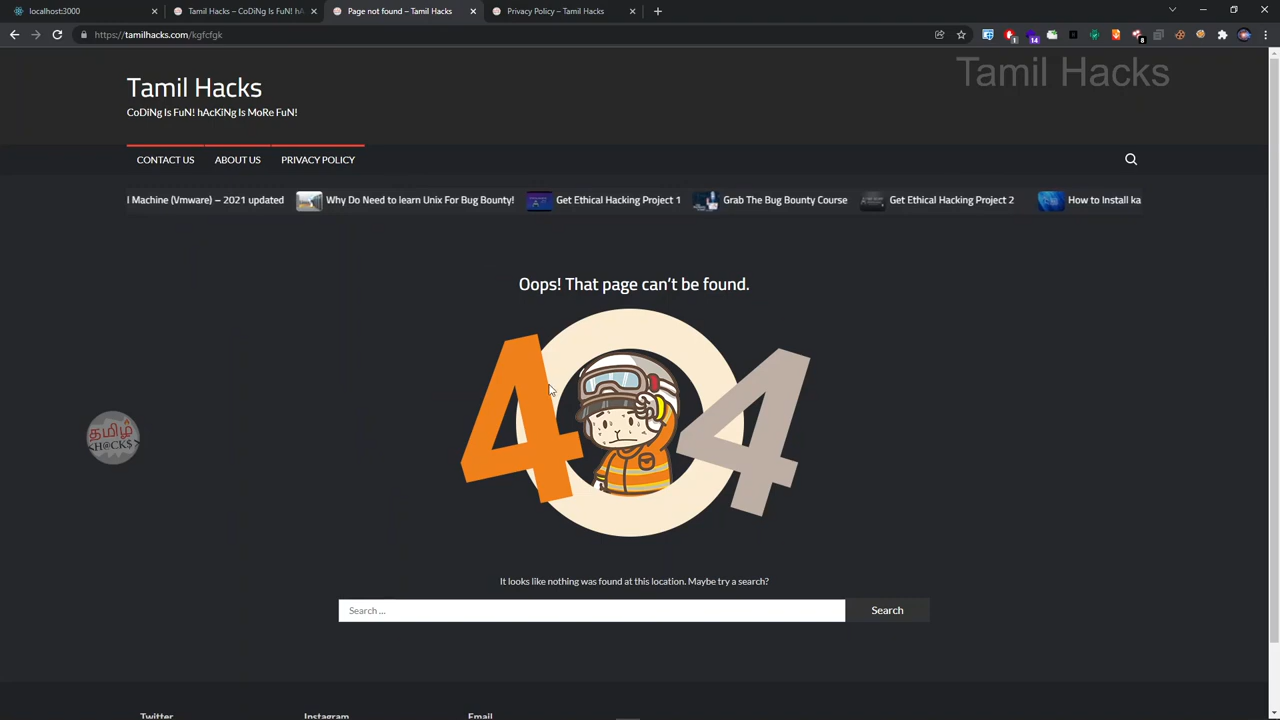 localhost:3000
Tamil Hacks – CoDiNg Is FuN! hA
Page not found – Tamil Hacks
Privacy Policy – Tamil Hacks
https://tamilhacks.com/kgfcfgk
1
14
8
Tamil Hacks
Tamil Hacks
CoDiNg Is FuN! hAcKiNg Is MoRe FuN!
CONTACT US
ABOUT US
PRIVACY POLICY
l Machine (Vmware) – 2021 updated
Why Do Need to learn Unix For Bug Bounty!
Get Ethical Hacking Project 1
Grab The Bug Bounty Course
Get Ethical Hacking Project 2
How to Install ka
Oops! That page can't be found.
404
தமிழ்
<H@CK$>
It looks like nothing was found at this location. Maybe try a search?
Search ...
Search
Twitter
Instagram
Email